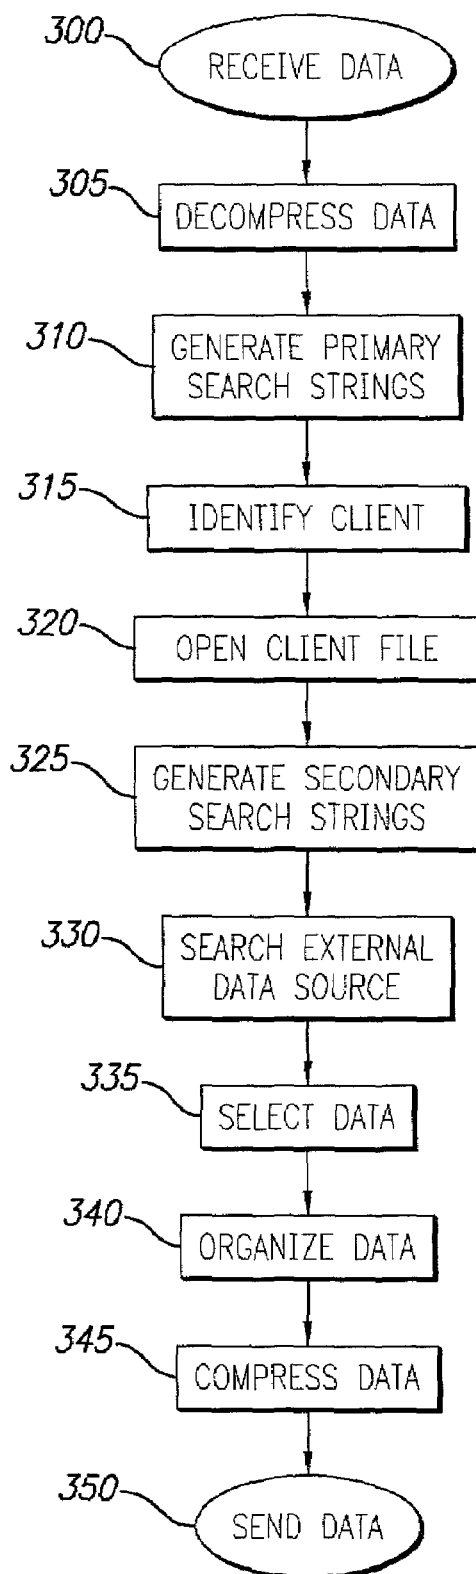 300
RECEIVE DATA
305
DECOMPRESS DATA
310
GENERATE PRIMARY
SEARCH STRINGS
315
IDENTIFY CLIENT
320
OPEN CLIENT FILE
325
GENERATE SECONDARY
SEARCH STRINGS
330
SEARCH EXTERNAL
DATA SOURCE
335
SELECT DATA
340
ORGANIZE DATA
345
COMPRESS DATA
350
SEND DATA